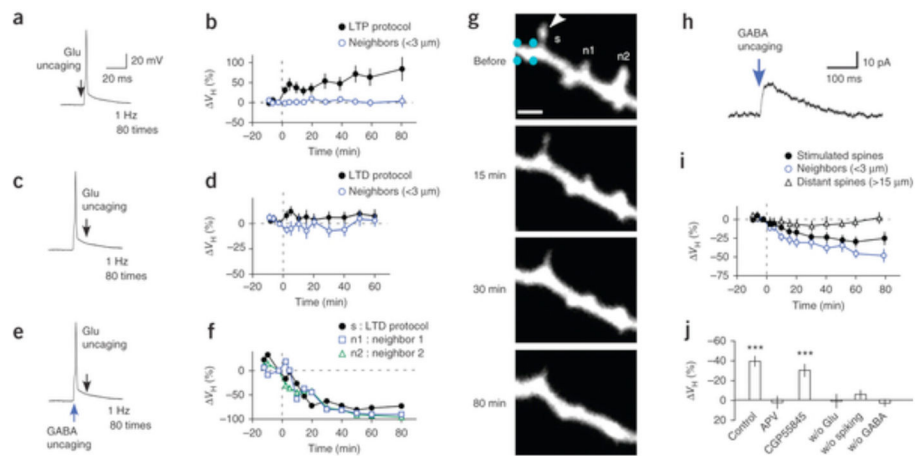 a
Glu
uncaging
20 mV
20 ms
1 Hz
80 times
b
LTP protocol
Neighbors (<3 μm)
ΔVH (%)
100
50
0
−50
−20 0 20 40 60 80
Time (min)
c
Glu
uncaging
1 Hz
80 times
d
LTD protocol
Neighbors (<3 μm)
ΔVH (%)
50
0
−50
−20 0 20 40 60
Time (min)
e
Glu
uncaging
1 Hz
80 times
GABA
uncaging
f
s : LTD protocol
n1 : neighbor 1
n2 : neighbor 2
ΔVH (%)
0
−50
−100
−20 0 20 40 60 80
Time (min)
g
Before
s
n1
n2
15 min
30 min
80 min
h
GABA
uncaging
10 pA
100 ms
i
Stimulated spines
Neighbors (<3 μm)
Distant spines (>15 μm)
ΔVH (%)
25
0
−25
−50
−75
−20 0 20 40 60 80
Time (min)
j
ΔVH (%)
−60
−40
−20
0
20
***
***
Control
APV
CGP55845
w/o Glu
w/o spiking
w/o GABA